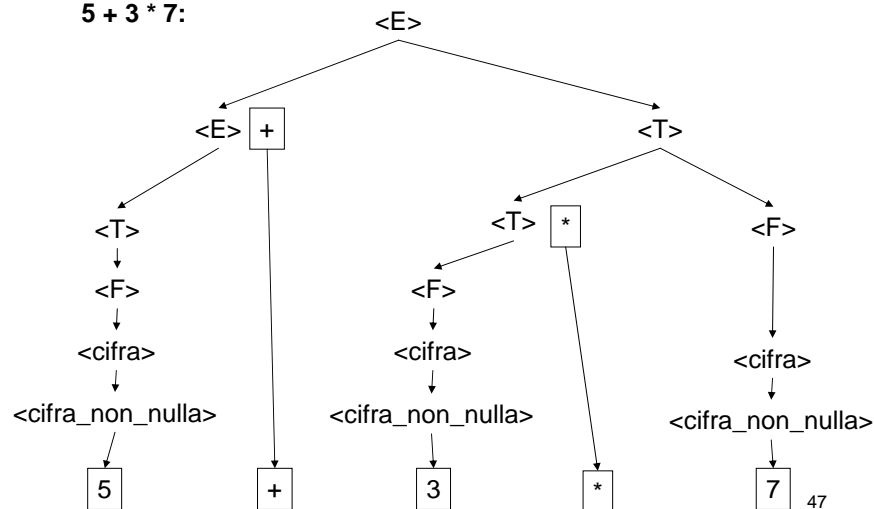 5 + 3 * 7:
<E>
<E> + <T>
<T> * <F>
<T>
<F> <F>
<cifra> <cifra> <cifra>
<cifra_non_nulla> <cifra_non_nulla> <cifra_non_nulla>
5 + 3 * 7
47